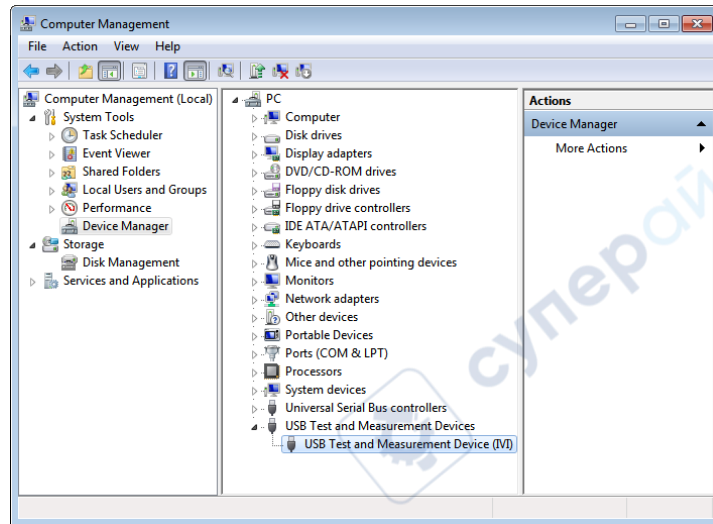 Computer Management
File Action View Help
Computer Management (Local)
System Tools
Task Scheduler
Event Viewer
Shared Folders
Local Users and Groups
Performance
Device Manager
Storage
Disk Management
Services and Applications
PC
Computer
Disk drives
Display adapters
DVD/CD-ROM drives
Floppy disk drives
Floppy drive controllers
IDE ATA/ATAPI controllers
Keyboards
Mice and other pointing devices
Monitors
Network adapters
Other devices
Portable Devices
Ports (COM & LPT)
Processors
System devices
Universal Serial Bus controllers
USB Test and Measurement Devices
USB Test and Measurement Device (IVI)
Actions
Device Manager
More Actions
суперай